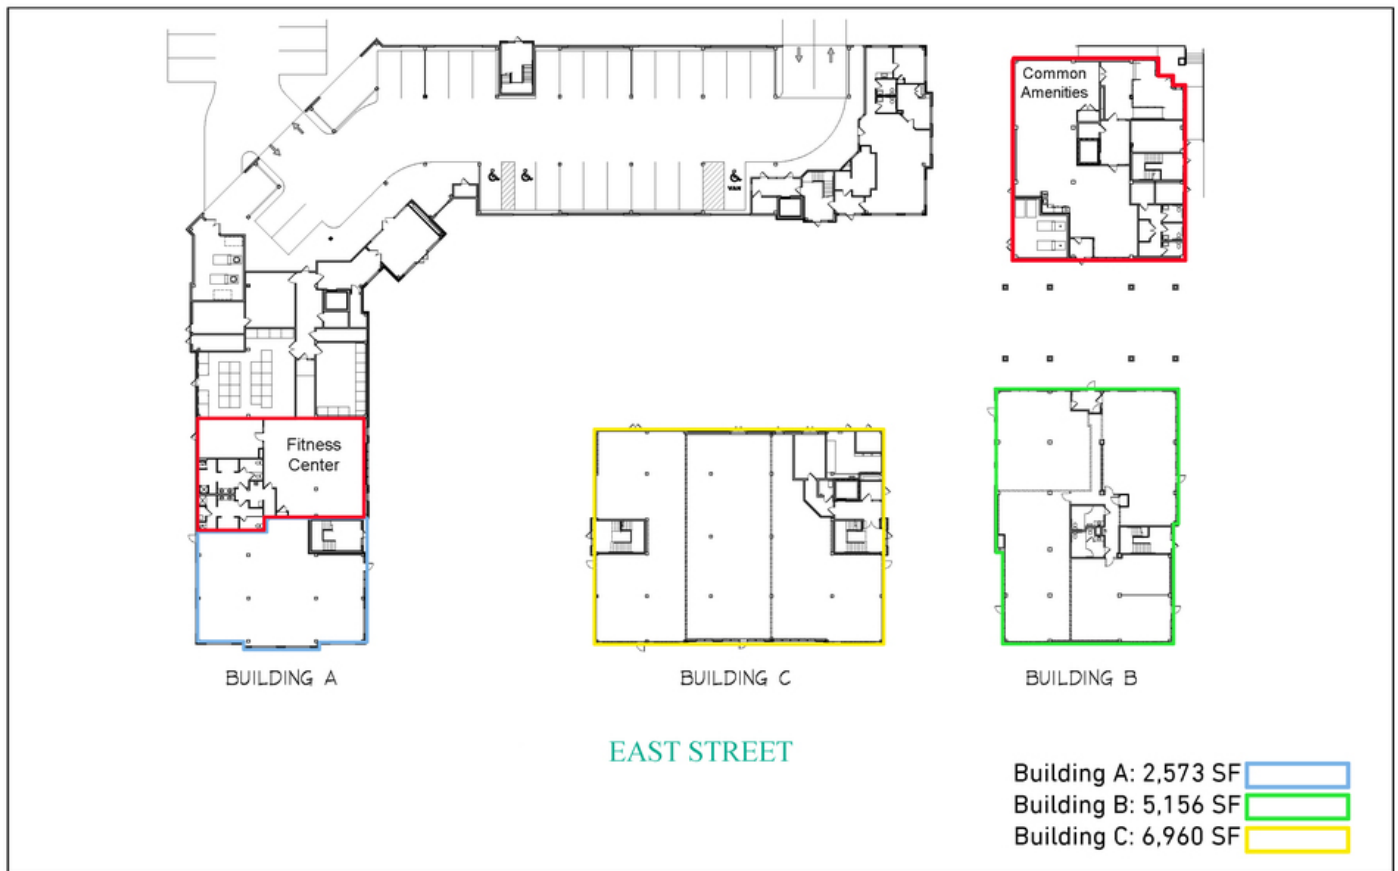 Common
Amenities
VAN
Fitness
Center
BUILDING A
BUILDING C
BUILDING B
EAST STREET
Building A: 2,573 SF
Building B: 5,156 SF
Building C: 6,960 SF